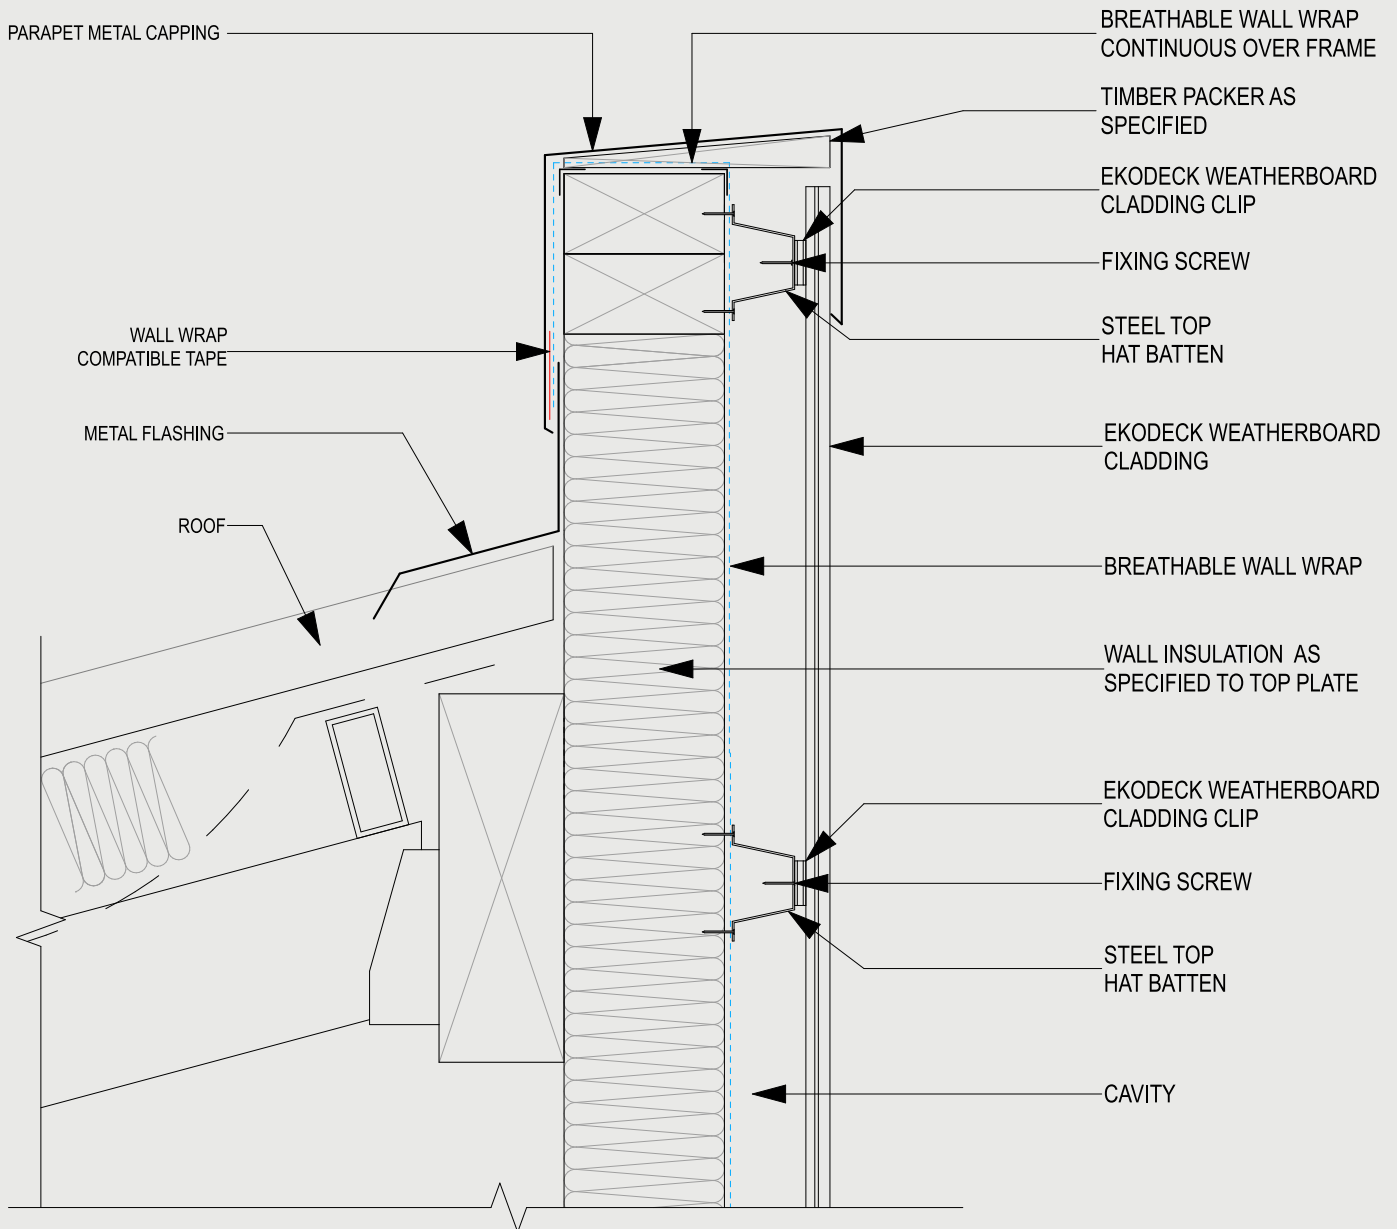 PARAPET METAL CAPPING
WALL WRAP
COMPATIBLE TAPE
METAL FLASHING
ROOF
BREATHABLE WALL WRAP
CONTINUOUS OVER FRAME
TIMBER PACKER AS
SPECIFIED
EKODECK WEATHERBOARD
CLADDING CLIP
FIXING SCREW
STEEL TOP
HAT BATTEN
EKODECK WEATHERBOARD
CLADDING
BREATHABLE WALL WRAP
WALL INSULATION AS
SPECIFIED TO TOP PLATE
EKODECK WEATHERBOARD
CLADDING CLIP
FIXING SCREW
STEEL TOP
HAT BATTEN
CAVITY